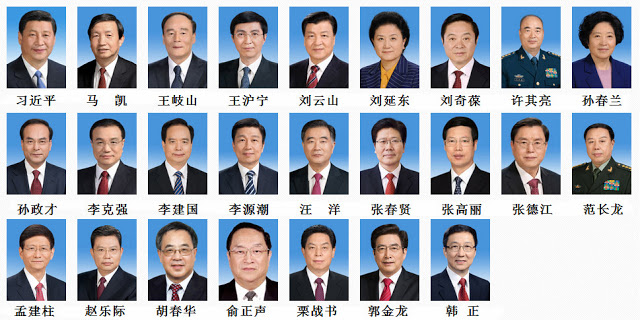 习近平 马 凯 王岐山 王沪宁 刘云山 刘延东 刘奇葆 许其亮 孙春兰
孙政才 李克强 李建国 李源潮 汪 洋 张春贤 张高丽 张德江 范长龙
孟建柱 赵乐际 胡春华 俞正声 栗战书 郭金龙 韩 正